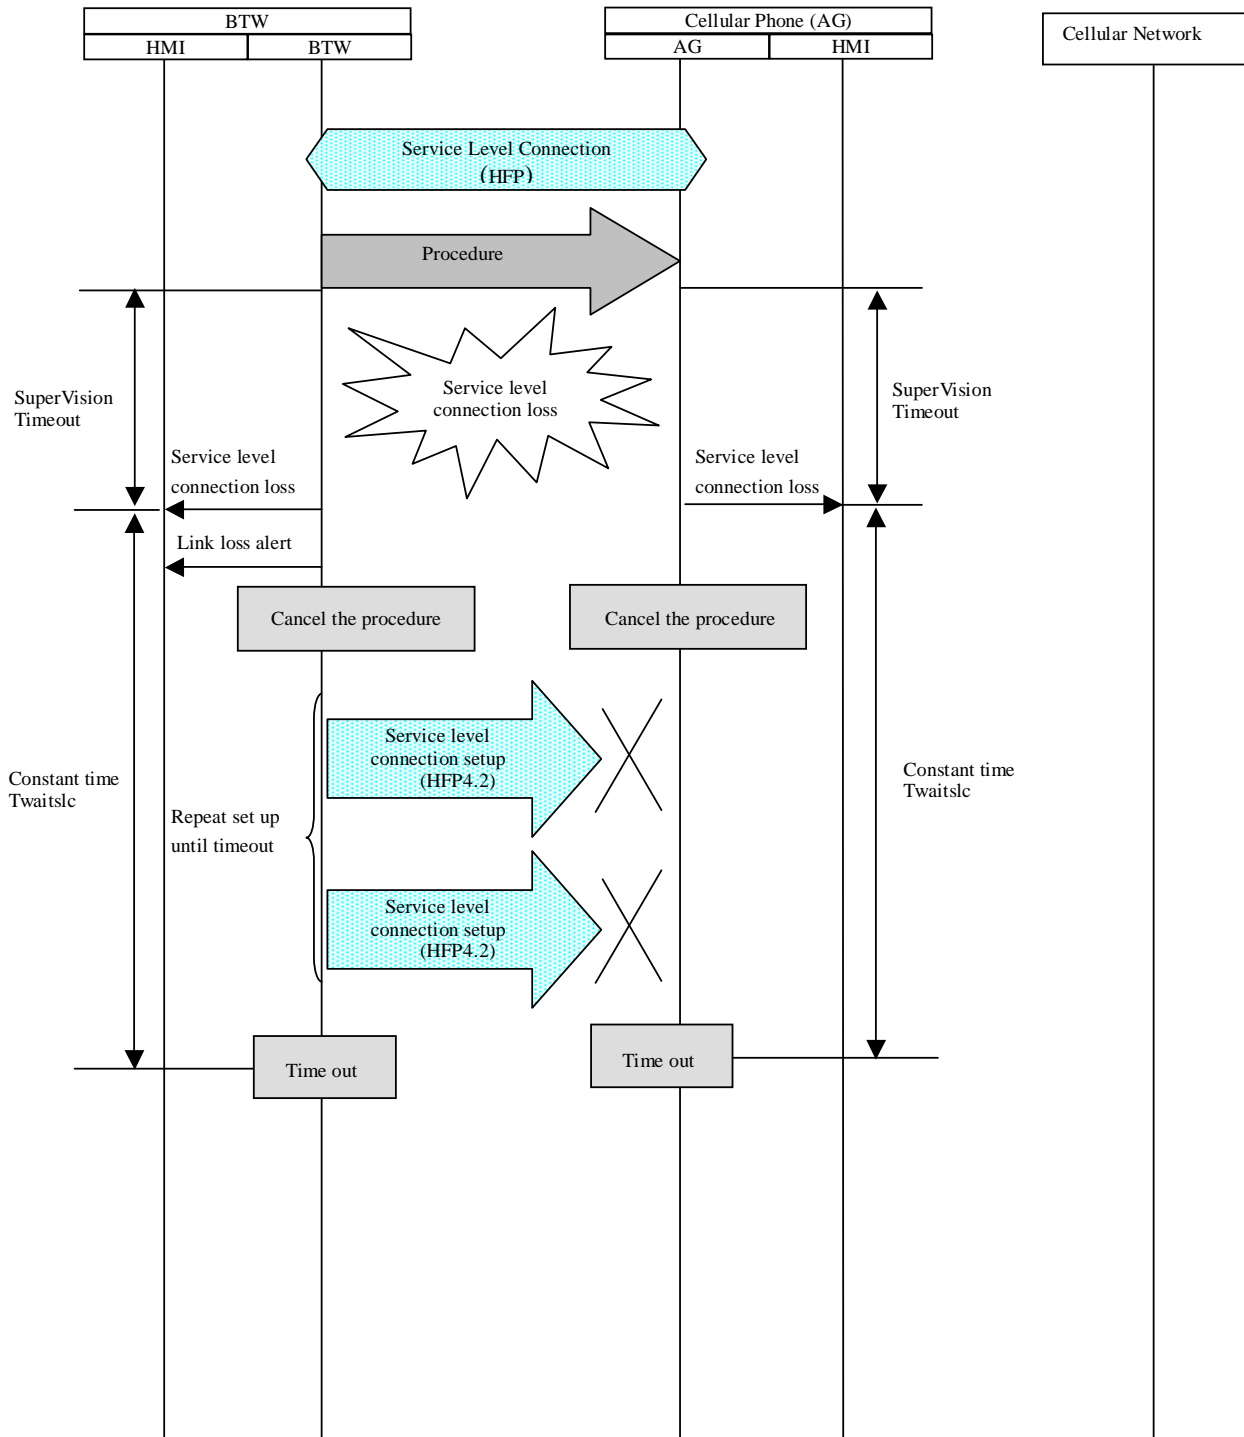 BTW
Cellular Phone (AG)
Cellular Network
HMI
BTW
AG
HMI
Service Level Connection
(HFP)
Procedure
SuperVision
Timeout
Service level
connection loss
SuperVision
Timeout
Service level
connection loss
Service level
connection loss
Link loss alert
Cancel the procedure
Cancel the procedure
Service level
connection setup
(HFP4.2)
Constant time
Twaitslc
Constant time
Twaitslc
Repeat set up
until timeout
Service level
connection setup
(HFP4.2)
Time out
Time out